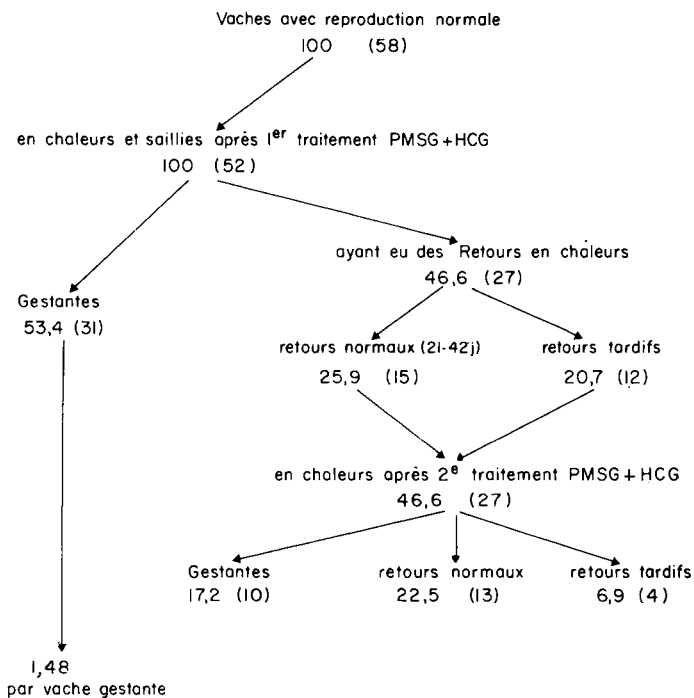 Vaches avec reproduction normale
100 (58)
en chaleurs et saillies après 1er traitement PMSG+HCG
100 (52)
ayant eu des Retours en chaleurs
46,6 (27)
Gestantes
53,4 (31)
retours normaux (21-42j)
retours tardifs
25,9 (15)
20,7 (12)
en chaleurs après 2e traitement PMSG+HCG
46,6 (27)
Gestantes
retours normaux
retours tardifs
17,2 (10)
22,5 (13)
6,9 (4)
1,48
par vache gestante